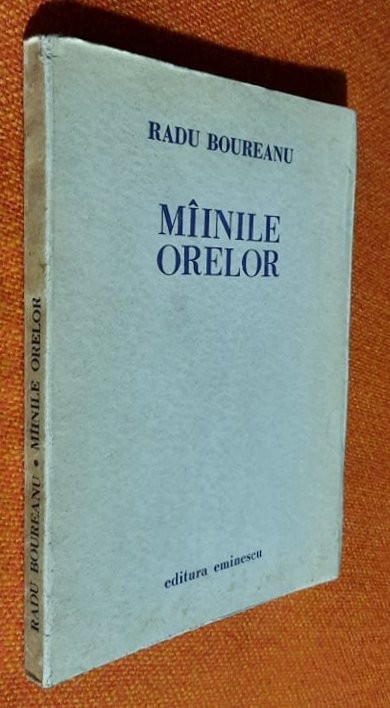 RADU BOUREANU
MÎINILE
ORELOR
editura eminescu
RADU BOUREANU • MÎINILE ORELOR